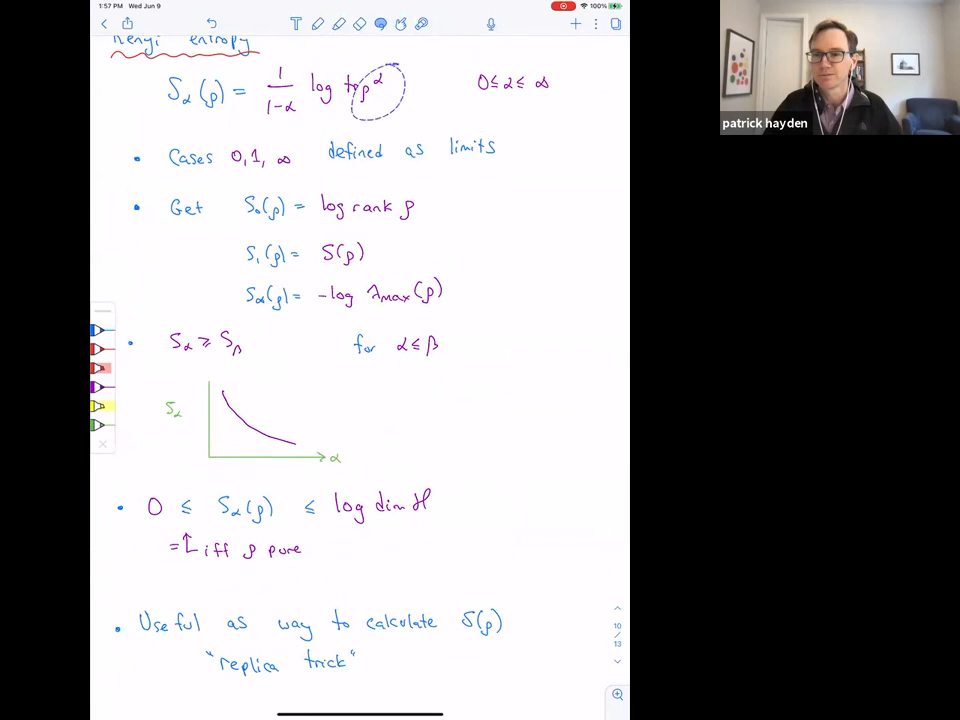 1:57 PM Wed Jun 9
100%
Renyi entropy
S_α(ρ) = 1/(1-α) log tr ρ^α    0 ≤ α ≤ ∞
• Cases 0, 1, ∞ defined as limits
• Get S_0(ρ) = log rank ρ
S_1(ρ) = S(ρ)
S_α(ρ) = -log λ_max(ρ)
• S_α ≥ S_β for α ≤ β
S_α
α
• 0 ≤ S_α(ρ) ≤ log dim H
= iff ρ pure
• Useful as way to calculate S(ρ)
"replica trick"
10
/
13
patrick hayden